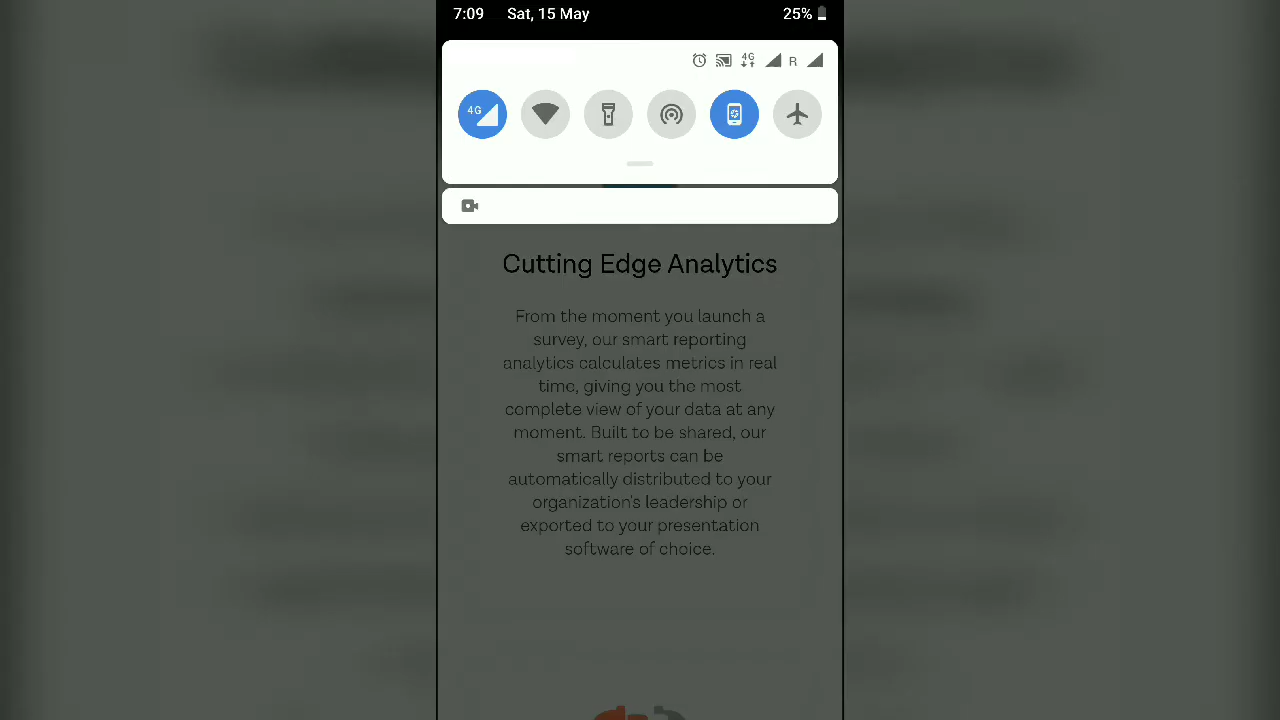 7:09 Sat, 15 May 25%
4G R
4G
Cutting Edge Analytics
From the moment you launch a
survey, our smart reporting
analytics calculates metrics in real
time, giving you the most
complete view of your data at any
moment. Built to be shared, our
smart reports can be
automatically distributed to your
organization's leadership or
exported to your presentation
software of choice.